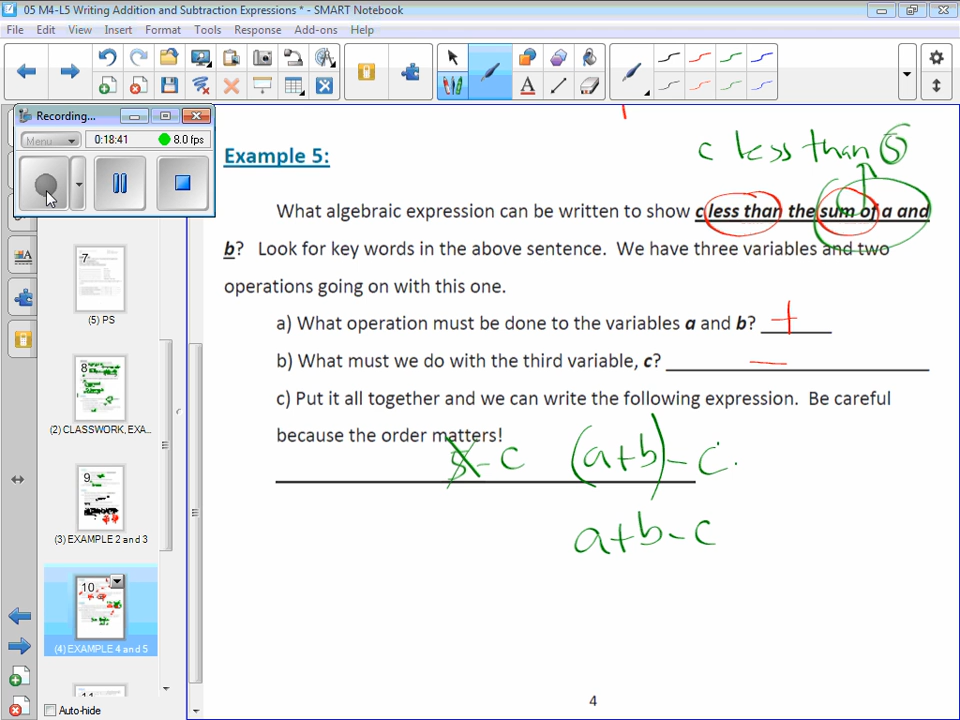 05 M4-L5 Writing Addition and Subtraction Expressions * - SMART Notebook
File Edit View Insert Format Tools Response Add-ons Help
Recording...
Menu 0:18:41 8.0 fps
c less than 5
Example 5:
What algebraic expression can be written to show c less than the sum of a and
b? Look for key words in the above sentence. We have three variables and two
operations going on with this one.
a) What operation must be done to the variables a and b? +
b) What must we do with the third variable, c? −
c) Put it all together and we can write the following expression. Be careful
because the order matters!
5 - c (a+b) - c
a+b - c
4
7
(5) PS
8
(2) CLASSWORK, EXA...
9
(3) EXAMPLE 2 and 3
10
(4) EXAMPLE 4 and 5
11
Auto-hide